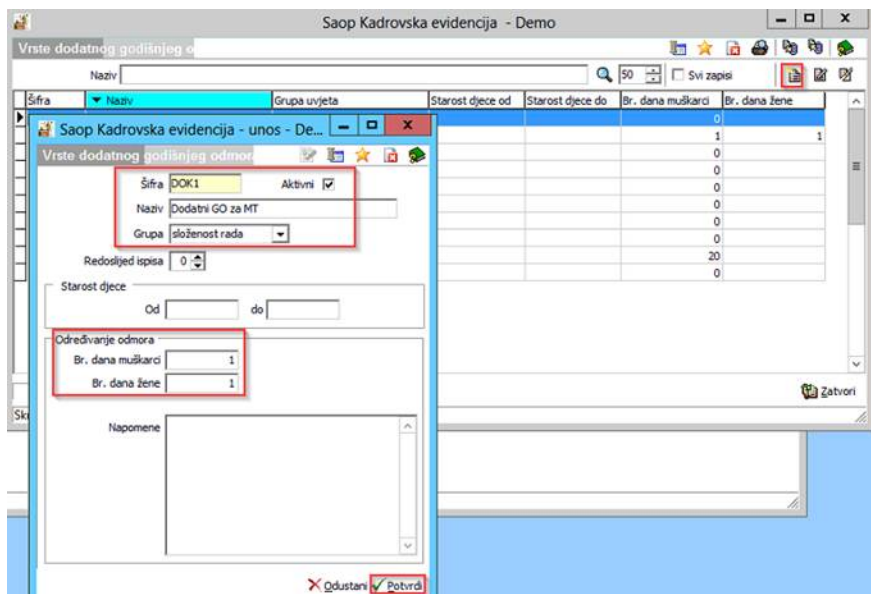 Saop Kadrovska evidencija - Demo
Vrste dodatnog godišnjeg o
Naziv 50 Svi zapisi
Šifra Naziv Grupa uvjeta Starost djece od Starost djece do Br. dana muškarci Br. dana žene
0
1 1
0
0
0
0
0
0
20
0
Zatvori
Saop Kadrovska evidencija - unos - De...
Vrste dodatnog godišnjeg odmor
Šifra DOK1 Aktivni
Naziv Dodatni GO za MT
Grupa složenost rada
Redoslijed ispisa 0
Starost djece
Od do
Određivanje odmora
Br. dana muškarci 1
Br. dana žene 1
Napomene
Odustani Potvrdi